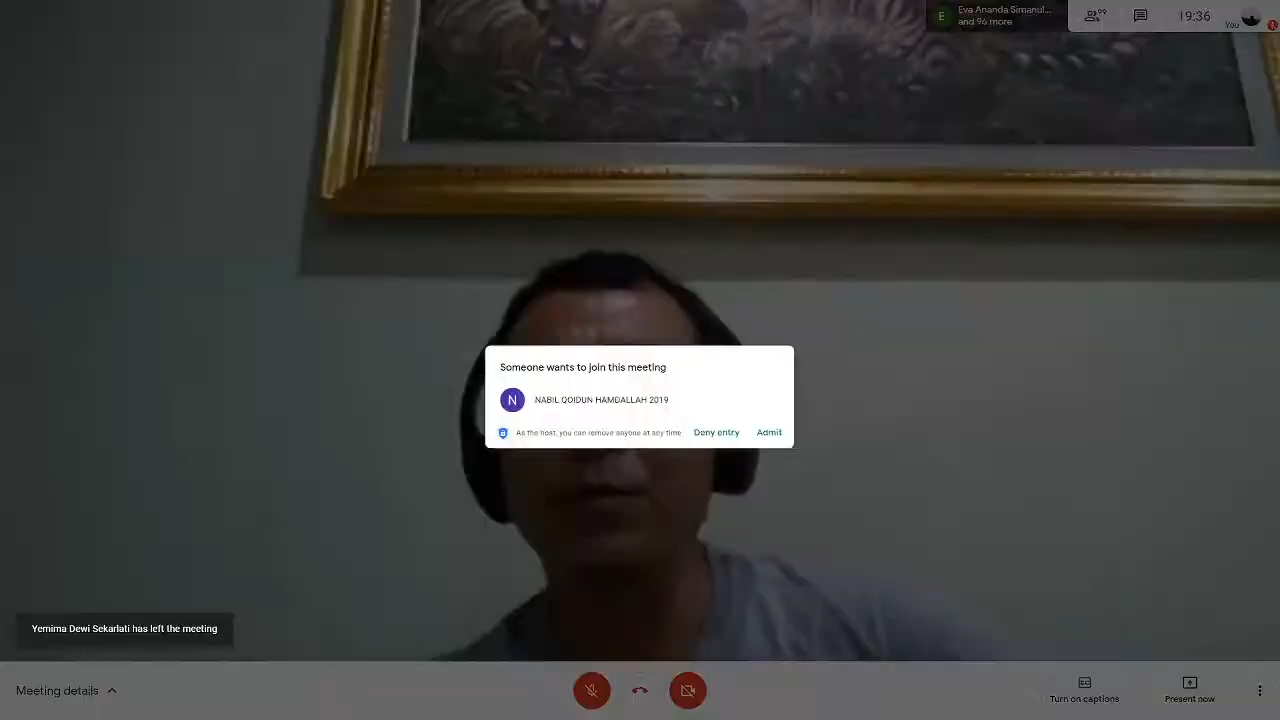 E
Eva Ananda Simanul...
and 96 more
99
19:36
You
Someone wants to join this meeting
N
NABIL QOIDUN HAMDALLAH 2019
As the host, you can remove anyone at any time
Deny entry
Admit
Yemima Dewi Sekarlati has left the meeting
Meeting details
Turn on captions
Present now